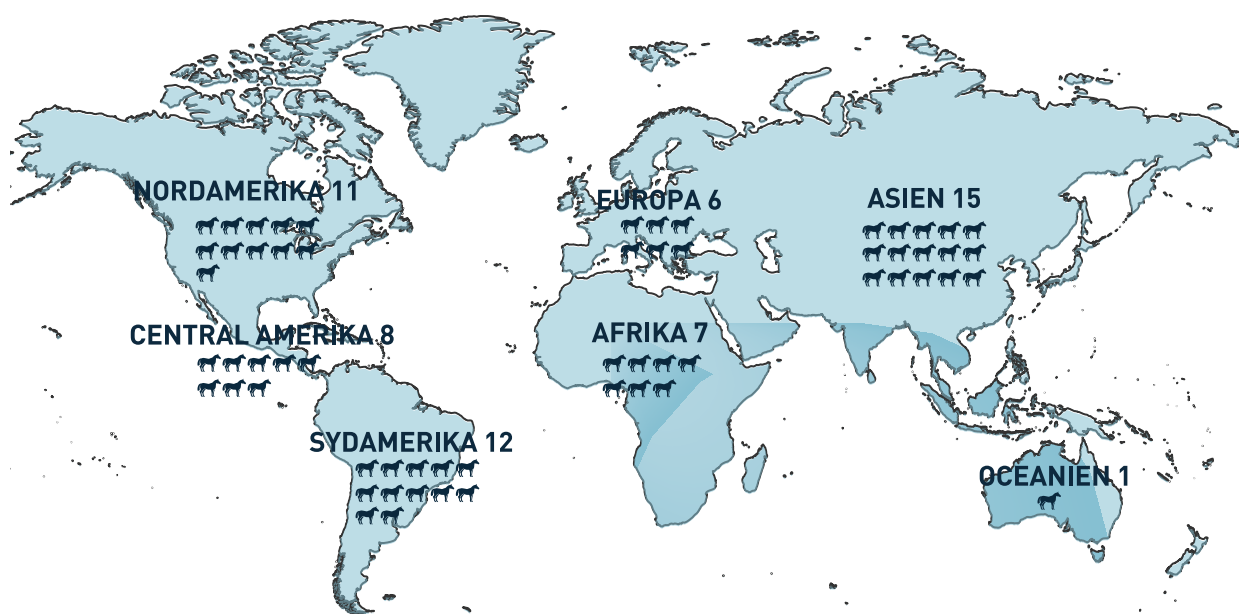 NORDAMERIKA 11
EUROPA 6
ASIEN 15
CENTRAL AMERIKA 8
AFRIKA 7
SYDAMERIKA 12
OCEANIEN 1